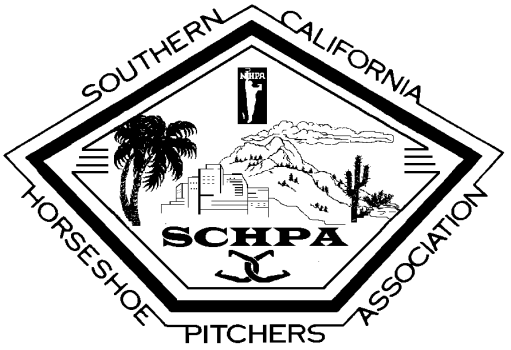 SOUTHERN CALIFORNIA
NHPA
SCHPA
HORSESHOE PITCHERS ASSOCIATION